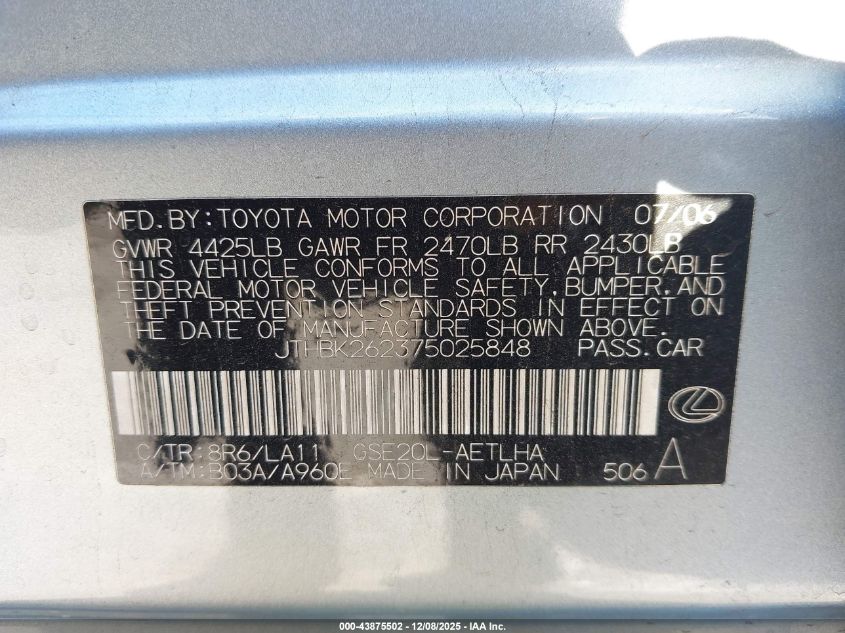 MFD.BY:TOYOTA MOTOR CORPORATION 07/06
GVWR 4425LB GAWR FR 2470LB RR 2430LB
THIS VEHICLE CONFORMS TO ALL APPLICABLE
FEDERAL MOTOR VEHICLE SAFETY,BUMPER,AND
THEFT PREVENTION STANDARDS IN EFFECT ON
THE DATE OF MANUFACTURE SHOWN ABOVE.
JTHBK262375025848 PASS.CAR
C/TR:8R6/LA11 GSE20L-AETLHA
A/TM:B03A/A960E MADE IN JAPAN 506 A
000-43875502 - 12/08/2025 - IAA Inc.